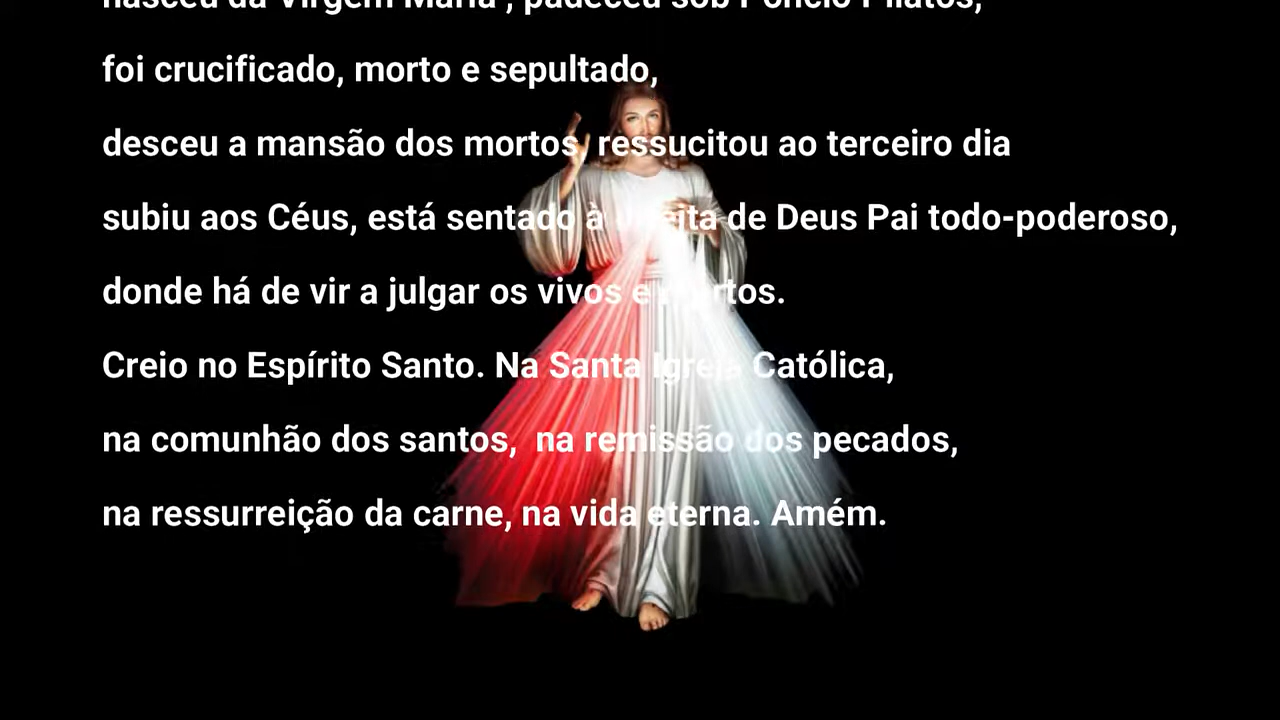 nasceu da Virgem Maria , padeceu sob Pôncio Pilatos,
foi crucificado, morto e sepultado,
desceu a mansão dos mortos, ressucitou ao terceiro dia
subiu aos Céus, está sentado à direita de Deus Pai todo-poderoso,
donde há de vir a julgar os vivos e mortos.
Creio no Espírito Santo. Na Santa Igreja Católica,
na comunhão dos santos, na remissão dos pecados,
na ressurreição da carne, na vida eterna. Amém.